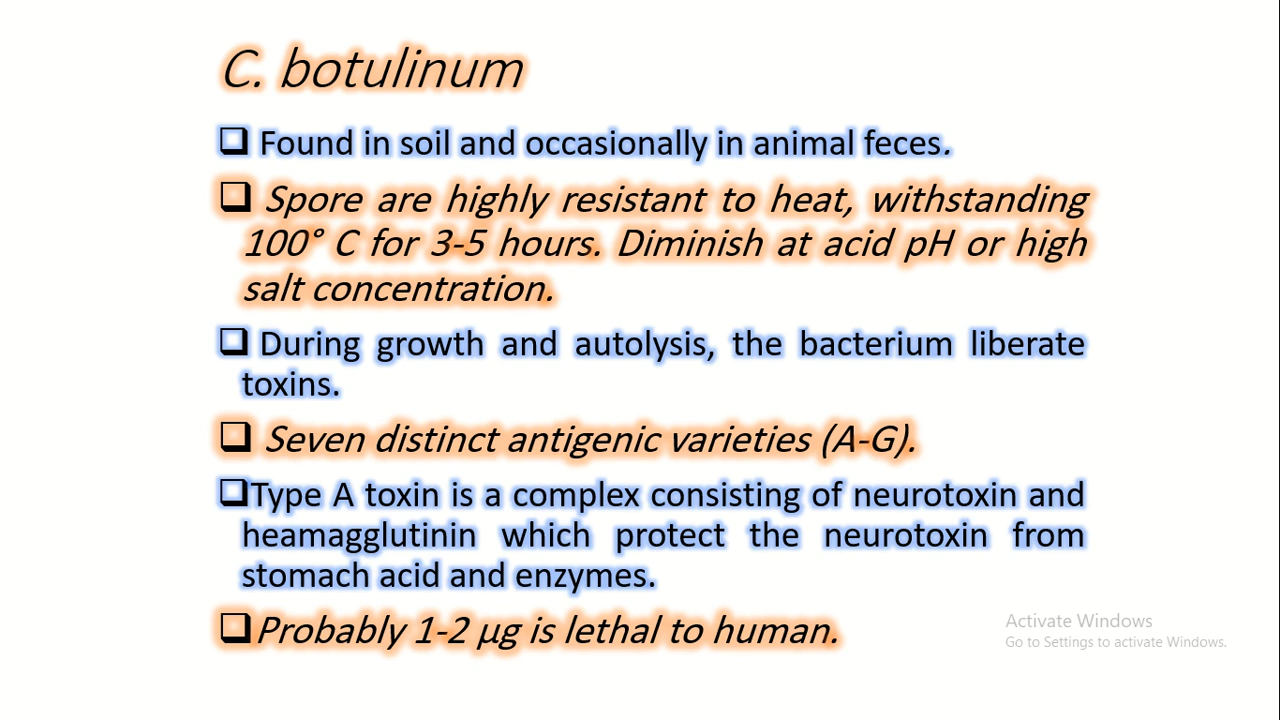 C. botulinum
❑ Found in soil and occasionally in animal feces.
❑ Spore are highly resistant to heat, withstanding
100° C for 3-5 hours. Diminish at acid pH or high
salt concentration.
❑ During growth and autolysis, the bacterium liberate
toxins.
❑ Seven distinct antigenic varieties (A-G).
❑Type A toxin is a complex consisting of neurotoxin and
heamagglutinin which protect the neurotoxin from
stomach acid and enzymes.
❑Probably 1-2 µg is lethal to human.
Activate Windows
Go to Settings to activate Windows.